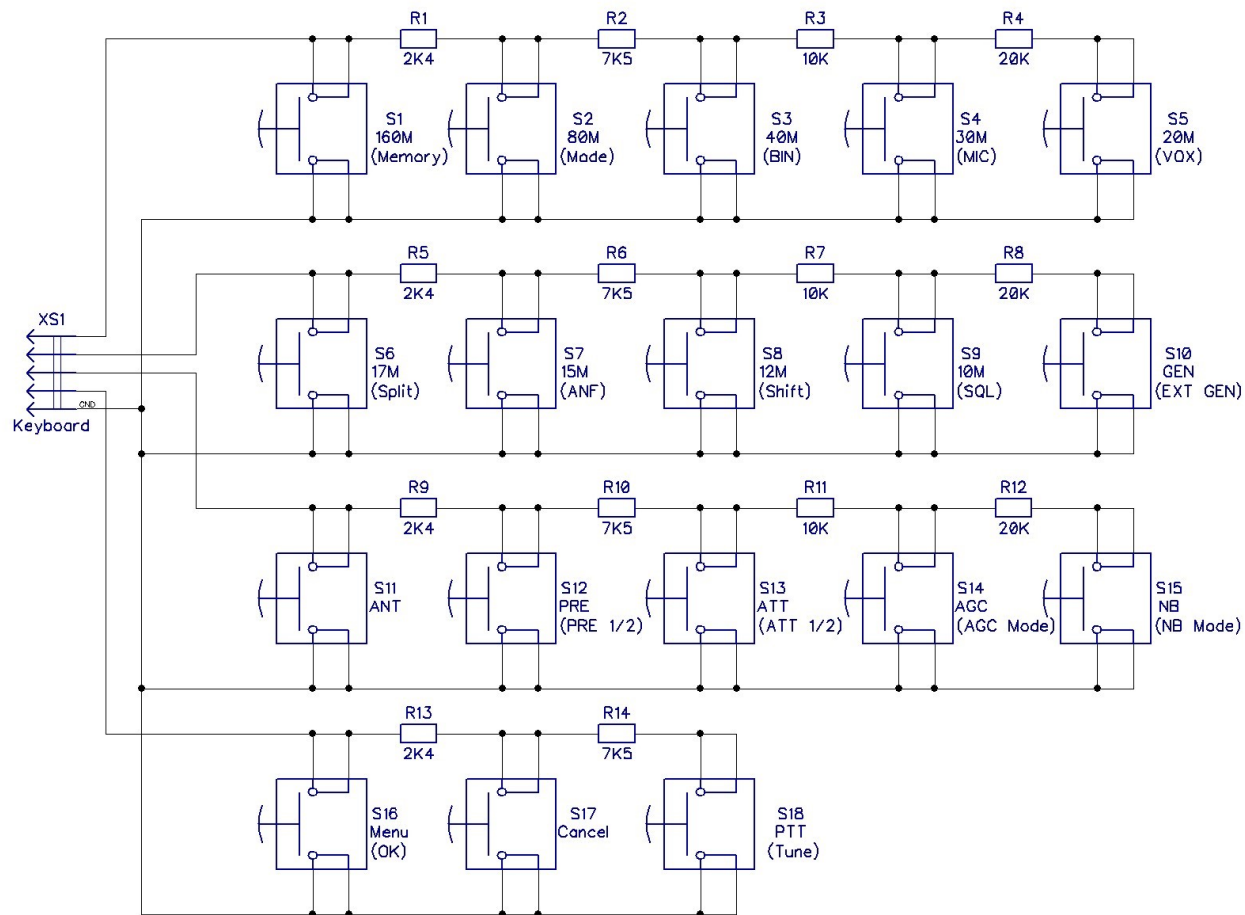 R1 R2 R3 R4
2K4 7K5 10K 20K
S1 S2 S3 S4 S5
160M 80M 40M 30M 20M
(Memory) (Mode) (BIN) (MIC) (VOX)
R5 R6 R7 R8
2K4 7K5 10K 20K
XS1
S6 S7 S8 S9 S10
17M 15M 12M 10M GEN
(Split) (ANF) (Shift) (SQL) (EXT GEN)
GND
Keyboard
R9 R10 R11 R12
2K4 7K5 10K 20K
S11 S12 S13 S14 S15
ANT PRE ATT AGC NB
(PRE 1/2) (ATT 1/2) (AGC Mode) (NB Mode)
R13 R14
2K4 7K5
S16 S17 S18
Menu Cancel PTT
(OK) (Tune)